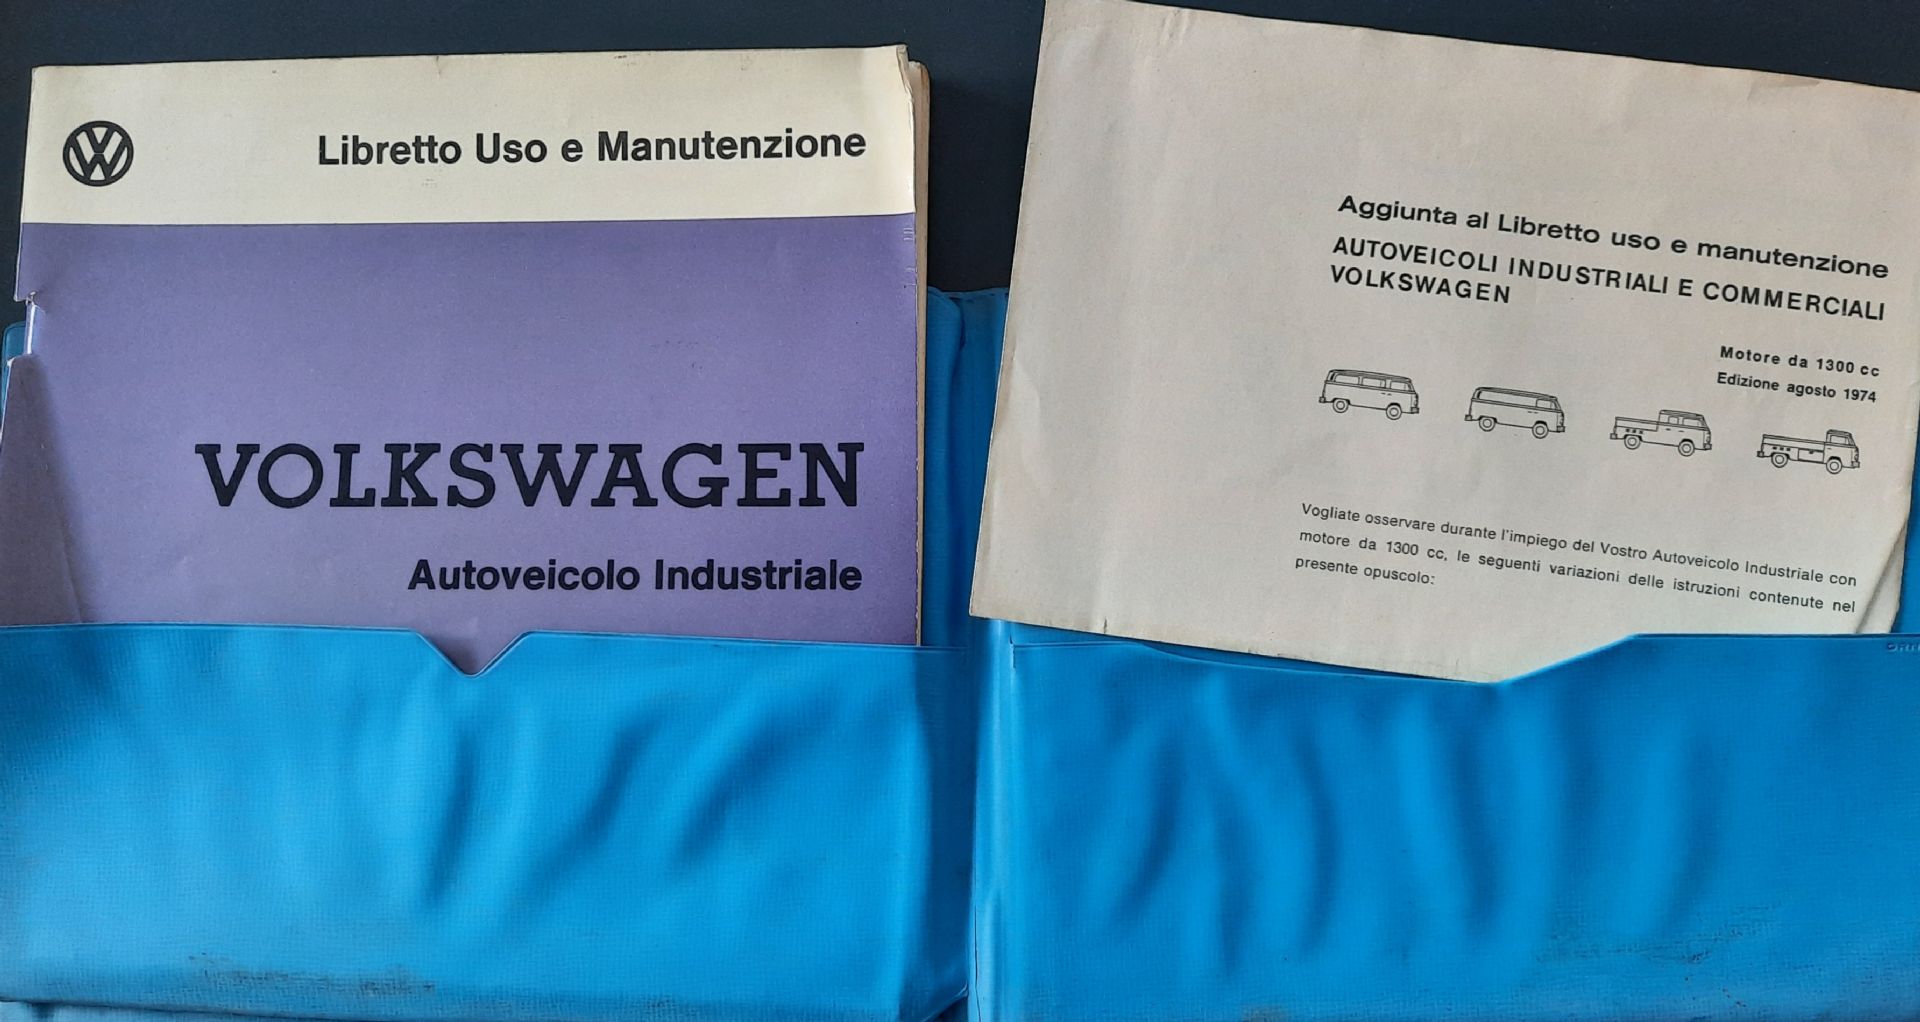 Libretto Uso e Manutenzione
VOLKSWAGEN
Autoveicolo Industriale
Aggiunta al Libretto uso e manutenzione
AUTOVEICOLI INDUSTRIALI E COMMERCIALI
VOLKSWAGEN
Motore da 1300 cc
Edizione agosto 1974
Vogliate osservare durante l'impiego del Vostro Autoveicolo Industriale con
motore da 1300 cc, le seguenti variazioni delle istruzioni contenute nel
presente opuscolo: